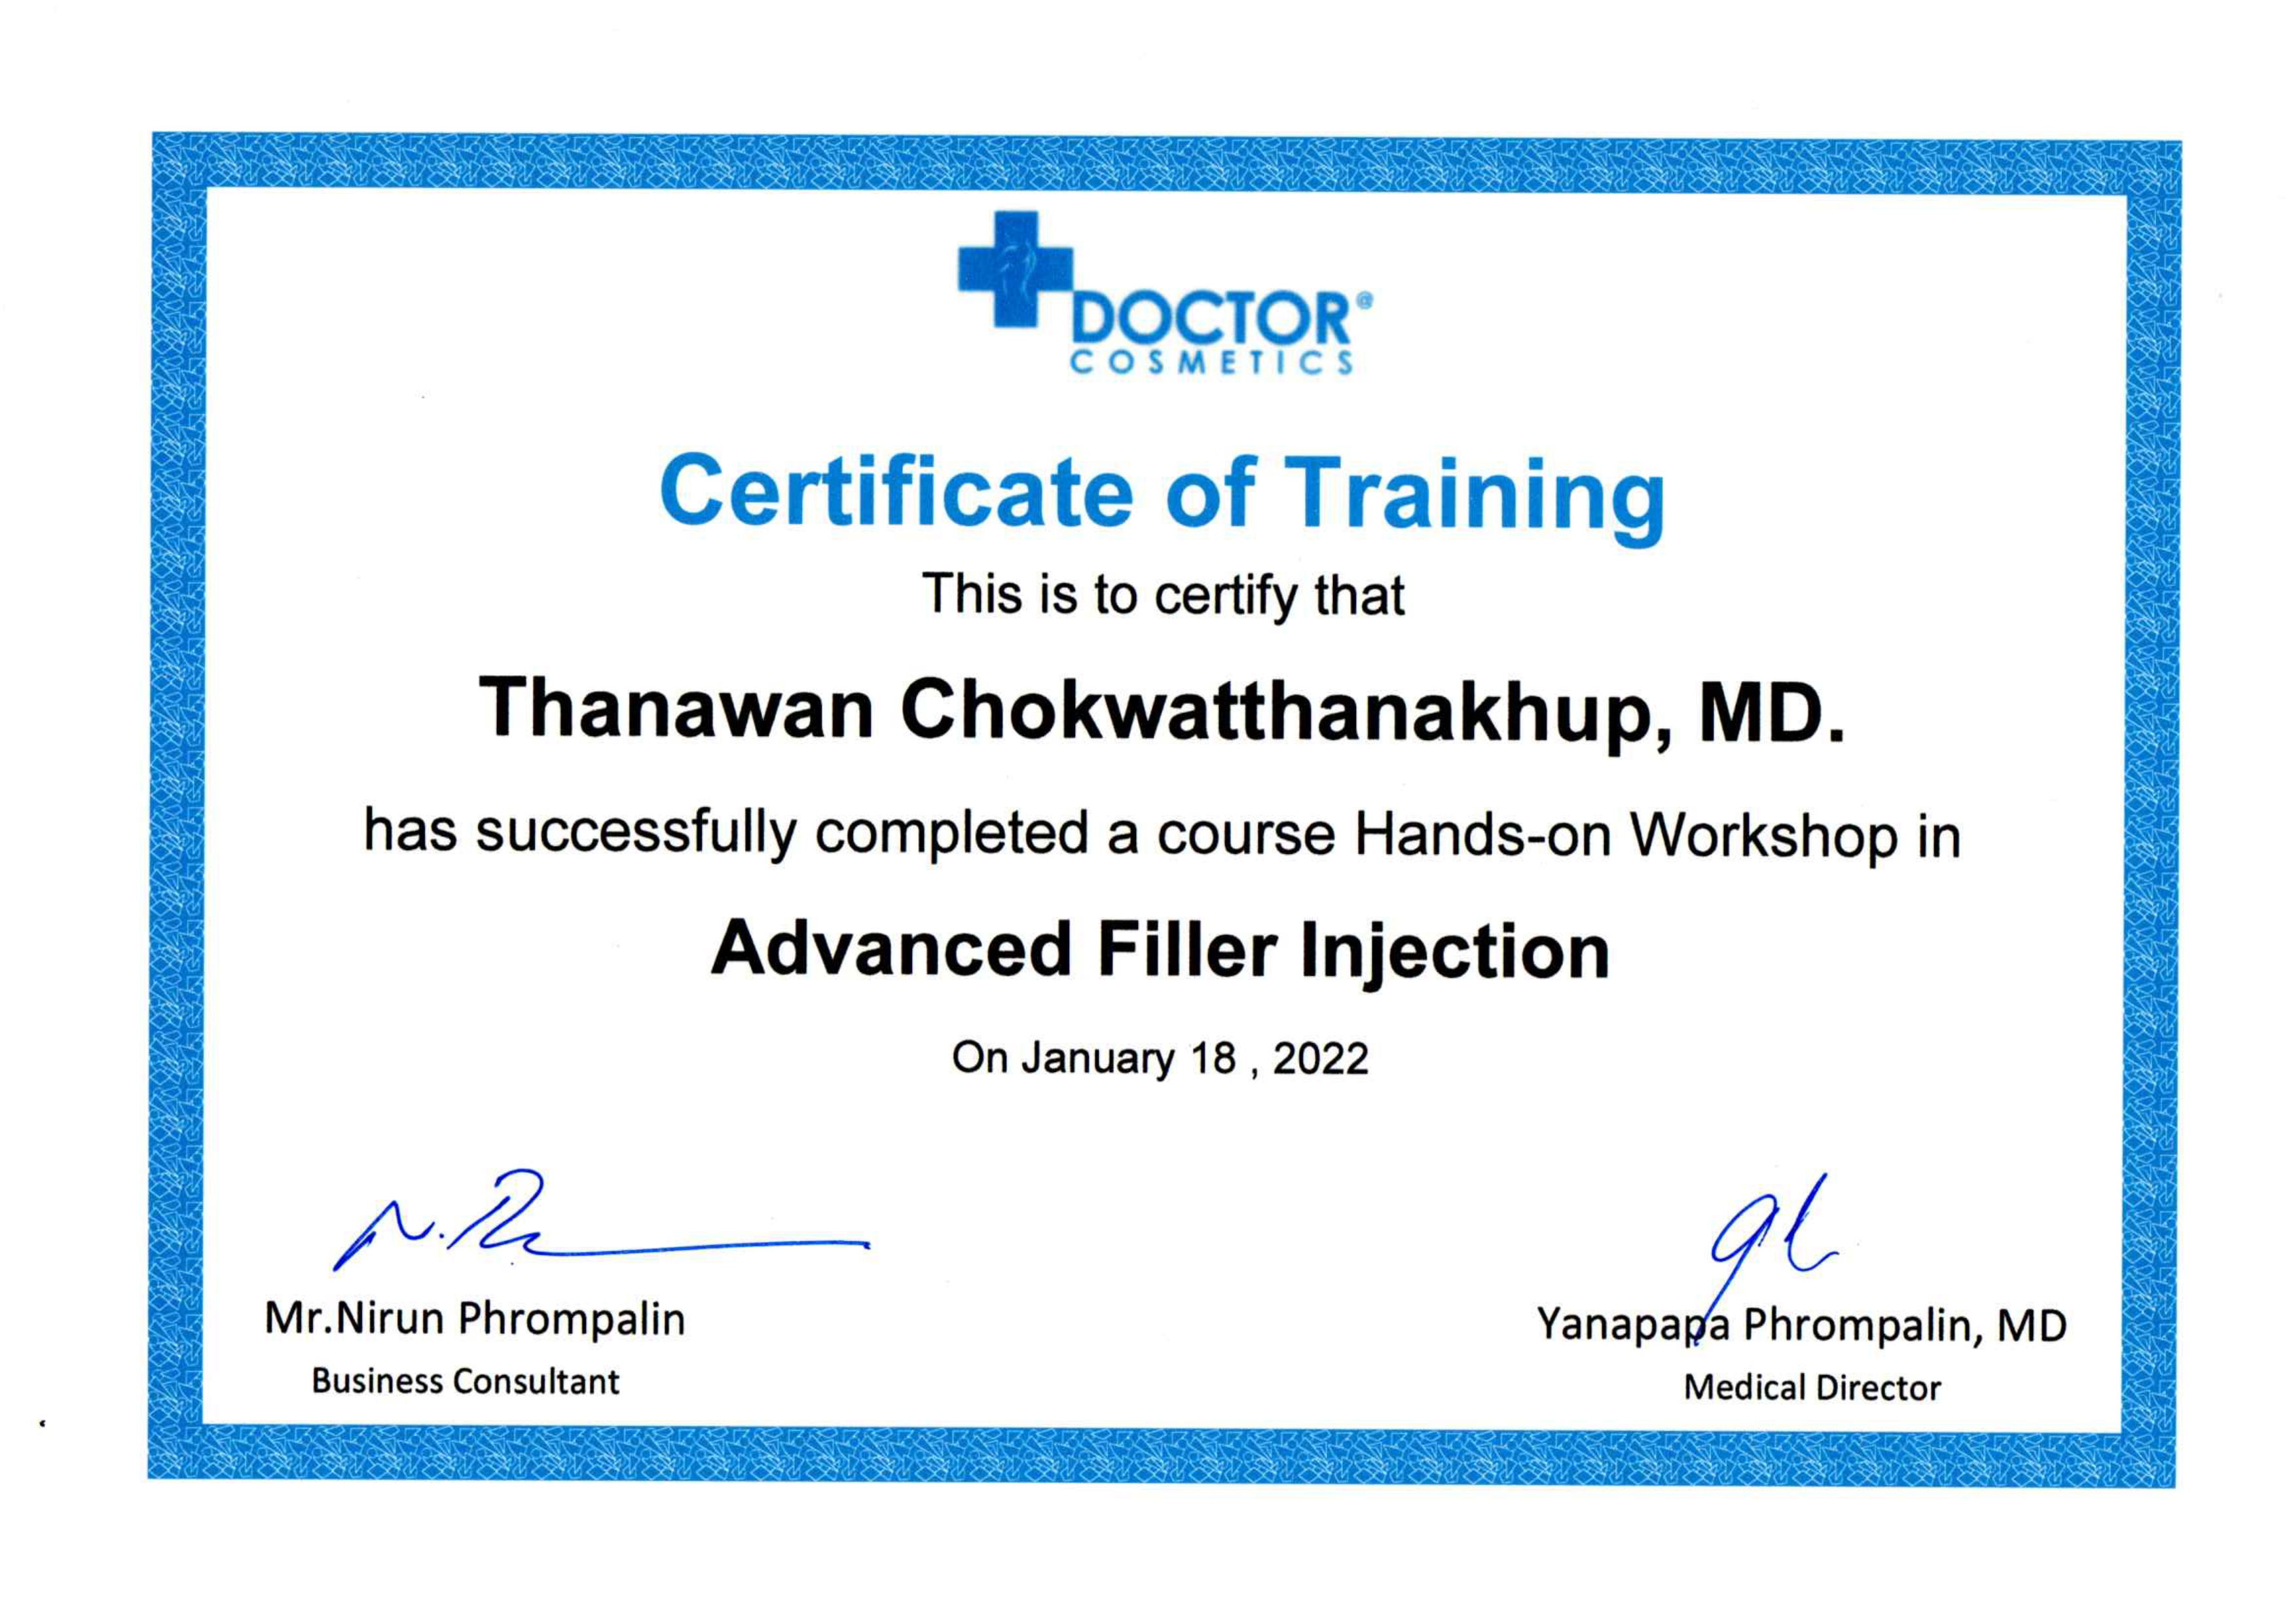 DOCTOR®
COSMETICS
Certificate of Training
This is to certify that
Thanawan Chokwatthanakhup, MD.
has successfully completed a course Hands-on Workshop in
Advanced Filler Injection
On January 18 , 2022
Mr.Nirun Phrompalin
Business Consultant
Yanapapa Phrompalin, MD
Medical Director